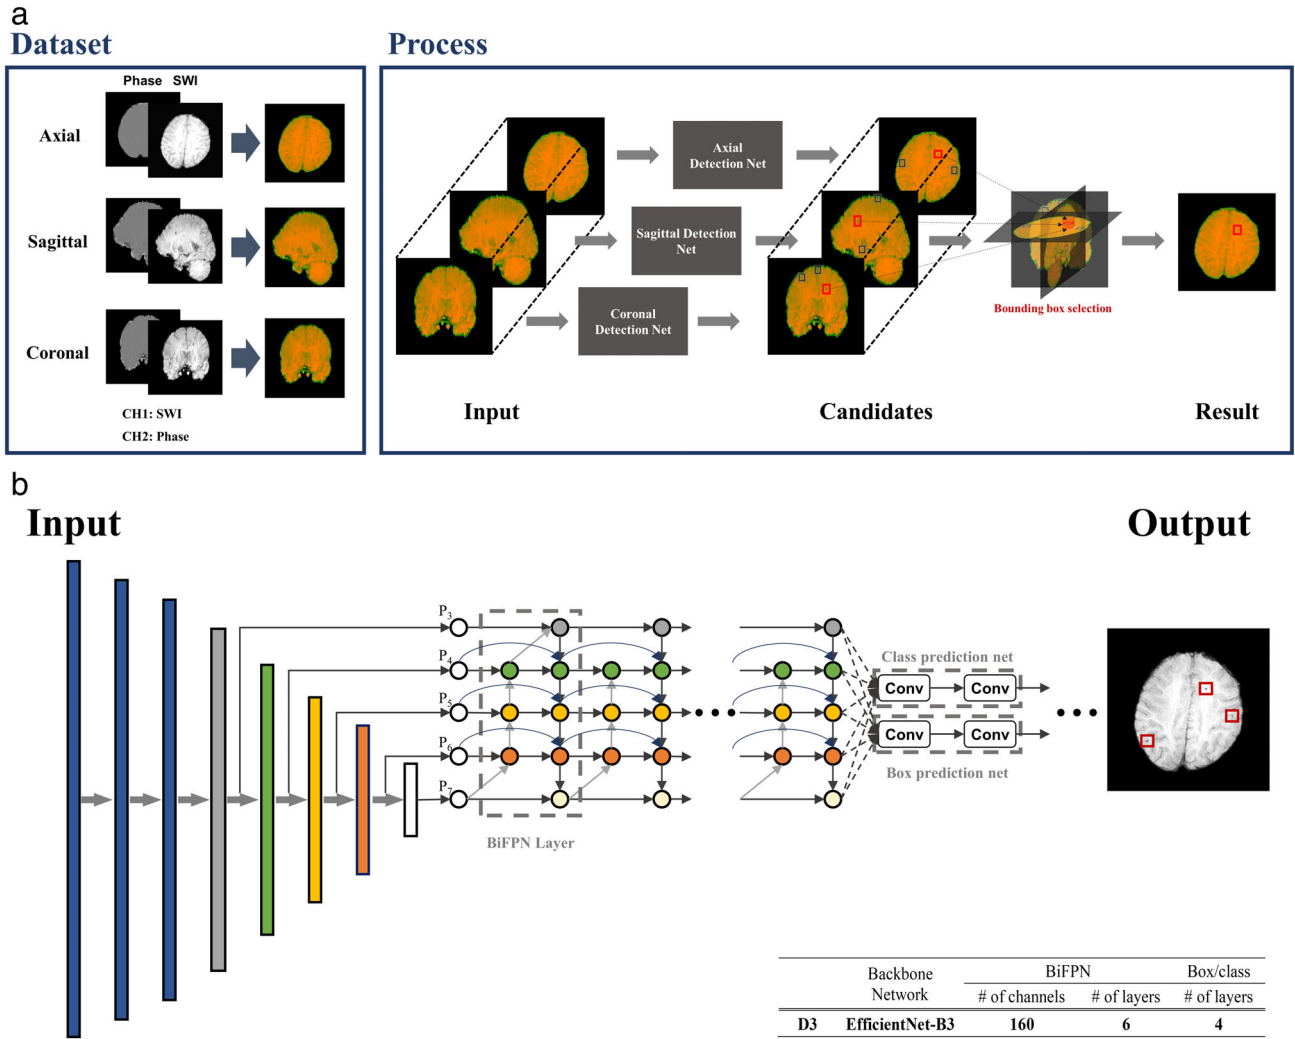 a
Dataset
Process
Phase SWI
Axial
Sagittal
Coronal
CH1: SWI
CH2: Phase
Axial
Detection Net
Sagittal Detection
Net
Coronal
Detection Net
Bounding box selection
Input
Candidates
Result
b
Input
Output
P3
P4
P5
P6
P7
BiFPN Layer
Class prediction net
Conv
Conv
Conv
Conv
Box prediction net
Backbone
Network
BiFPN
Box/class
# of channels
# of layers
# of layers
D3 EfficientNet-B3 160 6 4